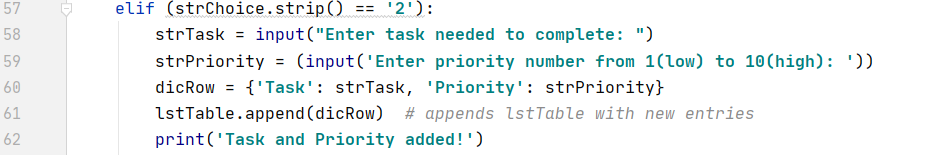 57 elif (strChoice.strip() == '2'):
58 strTask = input("Enter task needed to complete: ")
59 strPriority = (input('Enter priority number from 1(low) to 10(high): '))
60 dicRow = {'Task': strTask, 'Priority': strPriority}
61 lstTable.append(dicRow)  # appends lstTable with new entries
62 print('Task and Priority added!')